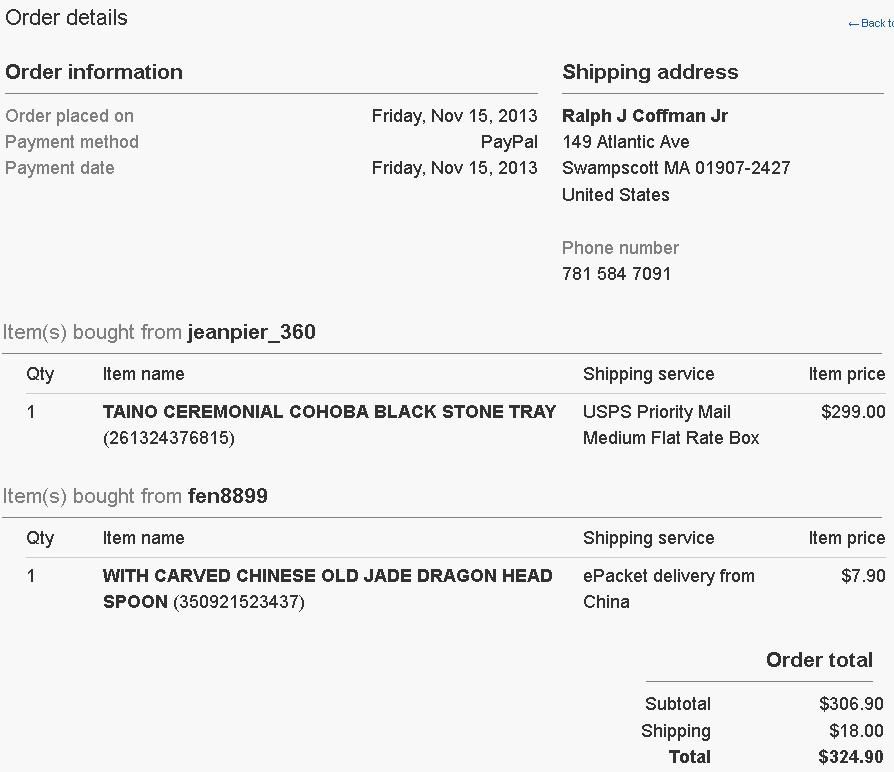 Order details
←Back to
Order information
Order placed on Friday, Nov 15, 2013
Payment method PayPal
Payment date Friday, Nov 15, 2013
Shipping address
Ralph J Coffman Jr
149 Atlantic Ave
Swampscott MA 01907-2427
United States
Phone number
781 584 7091
Item(s) bought from jeanpier_360
Qty Item name Shipping service Item price
1 TAINO CEREMONIAL COHOBA BLACK STONE TRAY USPS Priority Mail $299.00
(261324376815) Medium Flat Rate Box
Item(s) bought from fen8899
Qty Item name Shipping service Item price
1 WITH CARVED CHINESE OLD JADE DRAGON HEAD ePacket delivery from $7.90
SPOON (350921523437) China
Order total
Subtotal $306.90
Shipping $18.00
Total $324.90